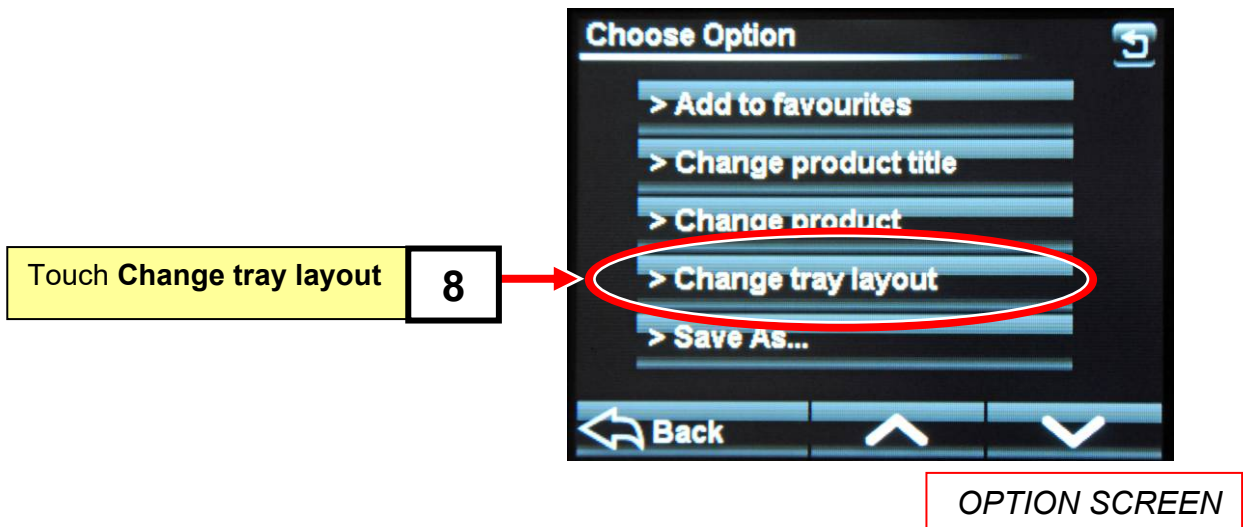 Choose Option
> Add to favourites
> Change product title
> Change product
> Change tray layout
> Save As...
Back
Touch Change tray layout
8
OPTION SCREEN